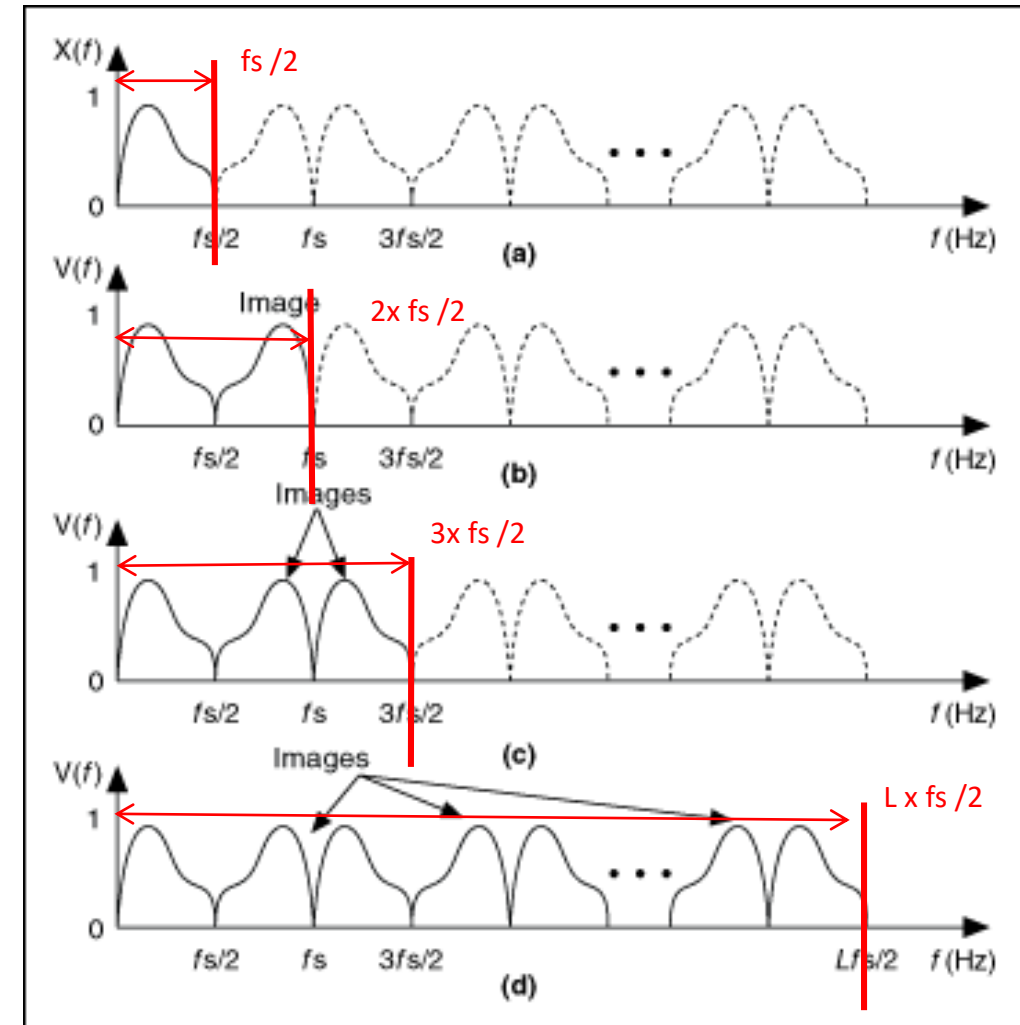 X(f)
fs /2
1
0
fs/2 fs 3fs/2 f (Hz)
(a)
V(f)
Image
2x fs /2
1
0
fs/2 fs 3fs/2 f (Hz)
(b)
Images
V(f)
3x fs /2
1
0
fs/2 fs 3fs/2 f (Hz)
(c)
Images
V(f)
L x fs /2
1
0
fs/2 fs 3fs/2 Lfs/2 f (Hz)
(d)